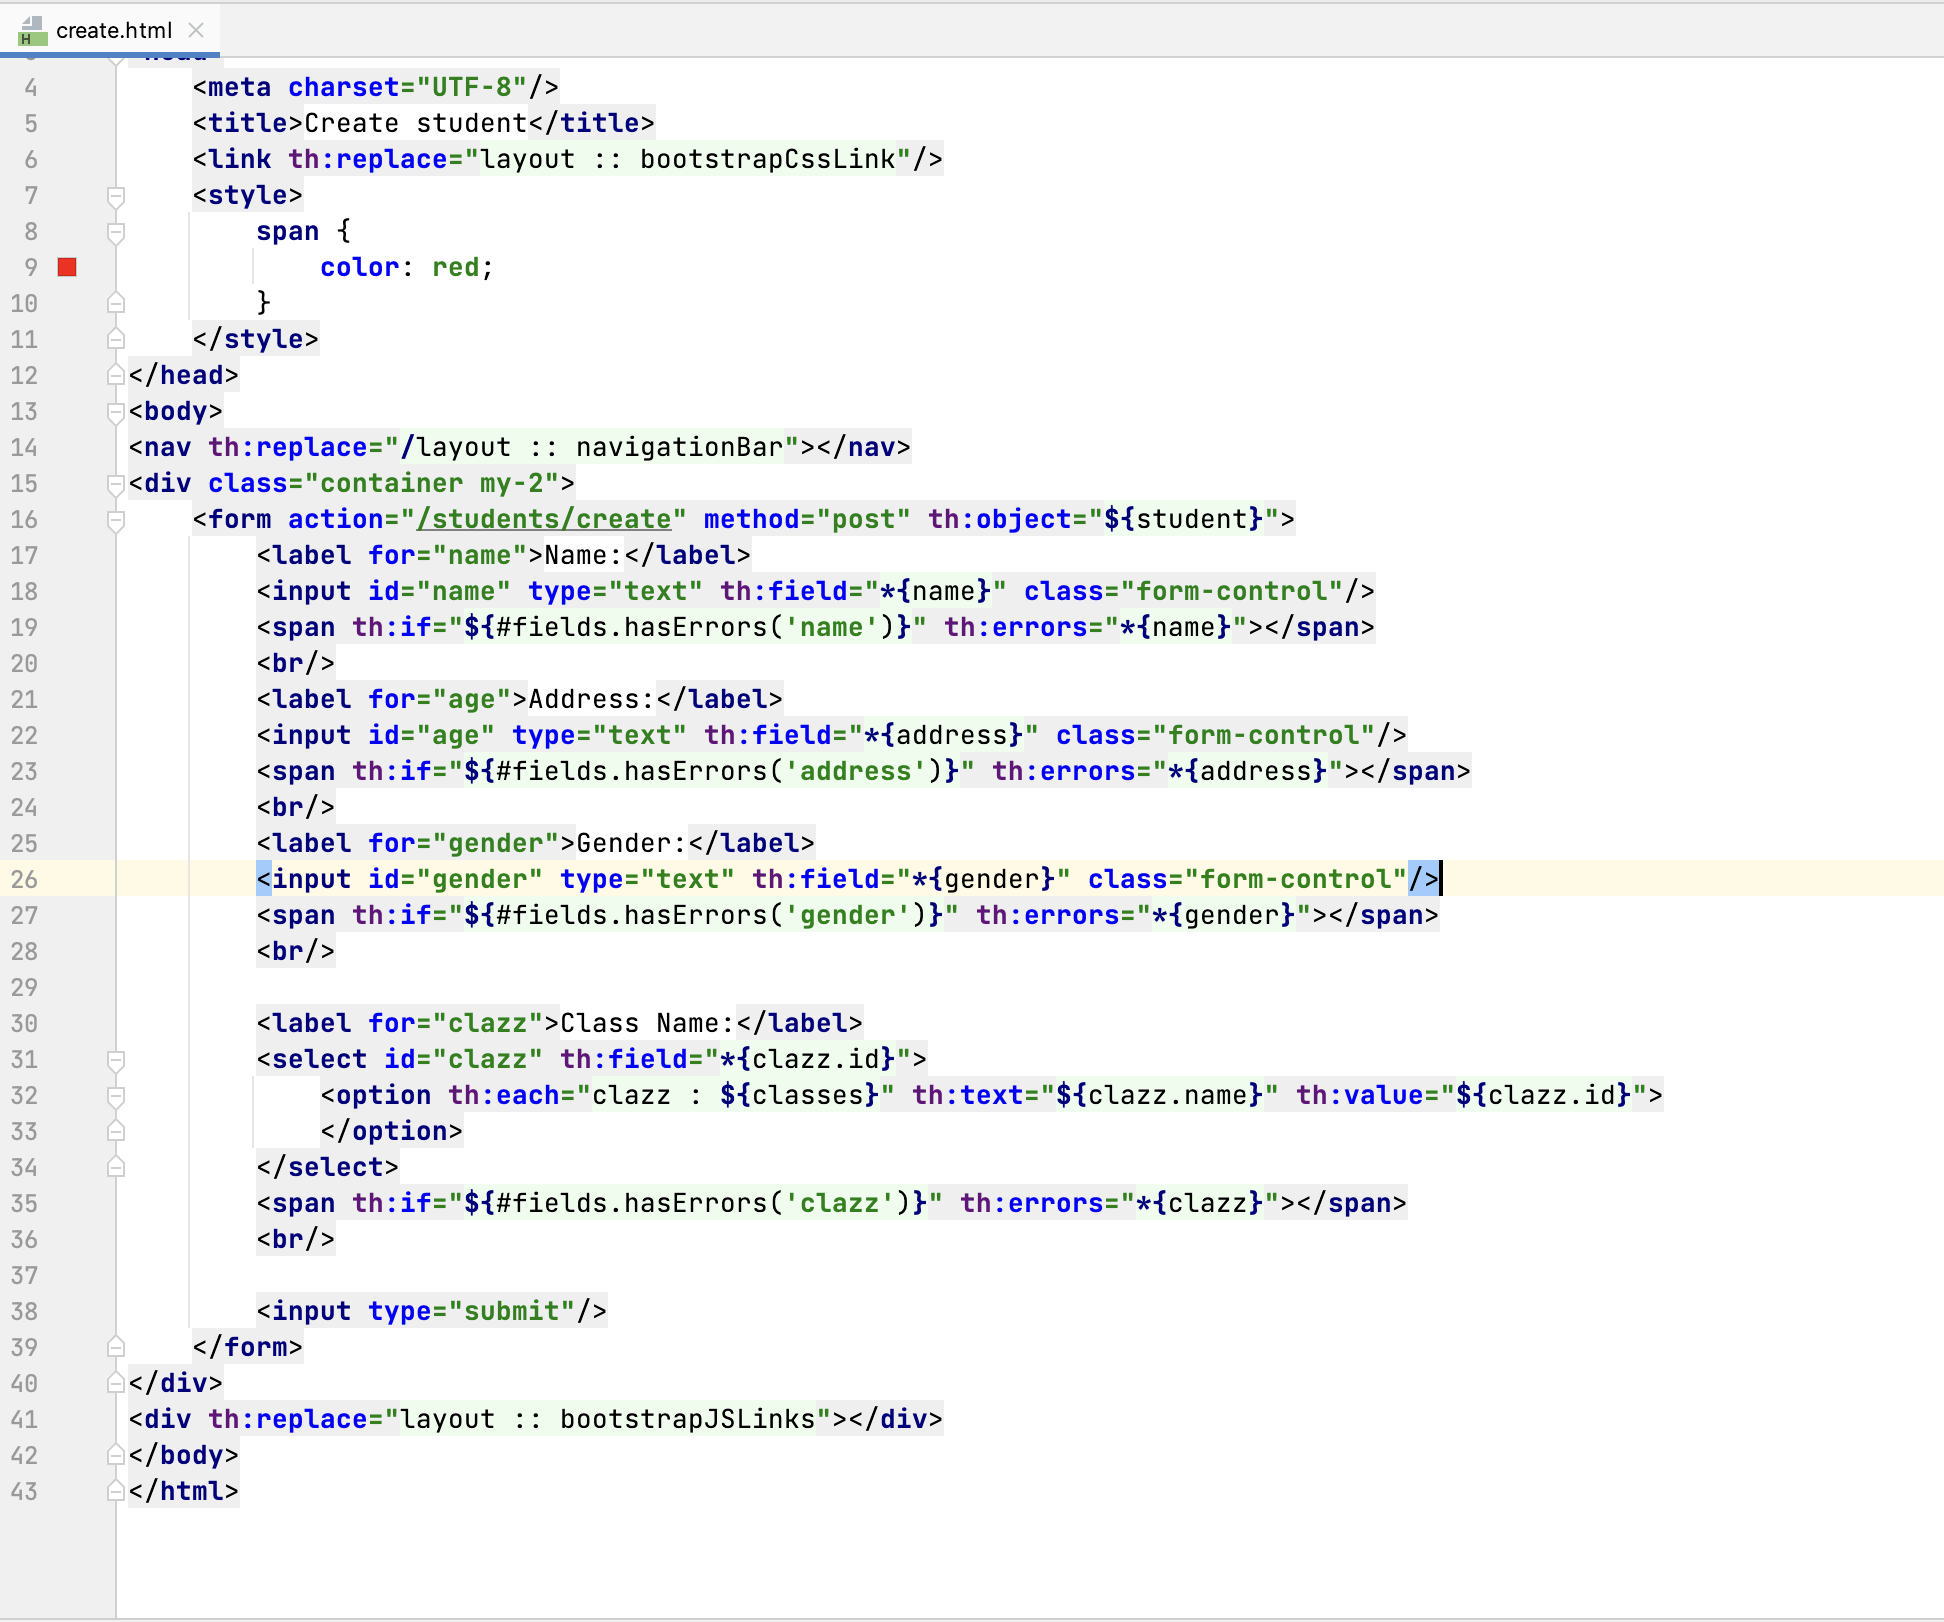 create.html
4 <meta charset="UTF-8"/>
5 <title>Create student</title>
6 <link th:replace="layout :: bootstrapCssLink"/>
7 <style>
8 span {
9 color: red;
10 }
11 </style>
12 </head>
13 <body>
14 <nav th:replace="/layout :: navigationBar"></nav>
15 <div class="container my-2">
16 <form action="/students/create" method="post" th:object="${student}">
17 <label for="name">Name:</label>
18 <input id="name" type="text" th:field="*{name}" class="form-control"/>
19 <span th:if="${#fields.hasErrors('name')}" th:errors="*{name}"></span>
20 <br/>
21 <label for="age">Address:</label>
22 <input id="age" type="text" th:field="*{address}" class="form-control"/>
23 <span th:if="${#fields.hasErrors('address')}" th:errors="*{address}"></span>
24 <br/>
25 <label for="gender">Gender:</label>
26 <input id="gender" type="text" th:field="*{gender}" class="form-control"/>
27 <span th:if="${#fields.hasErrors('gender')}" th:errors="*{gender}"></span>
28 <br/>
29
30 <label for="clazz">Class Name:</label>
31 <select id="clazz" th:field="*{clazz.id}">
32 <option th:each="clazz : ${classes}" th:text="${clazz.name}" th:value="${clazz.id}">
33 </option>
34 </select>
35 <span th:if="${#fields.hasErrors('clazz')}" th:errors="*{clazz}"></span>
36 <br/>
37
38 <input type="submit"/>
39 </form>
40 </div>
41 <div th:replace="layout :: bootstrapJSLinks"></div>
42 </body>
43 </html>